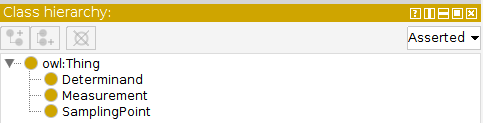 Class hierarchy:
Asserted
owl:Thing
Determinand
Measurement
SamplingPoint